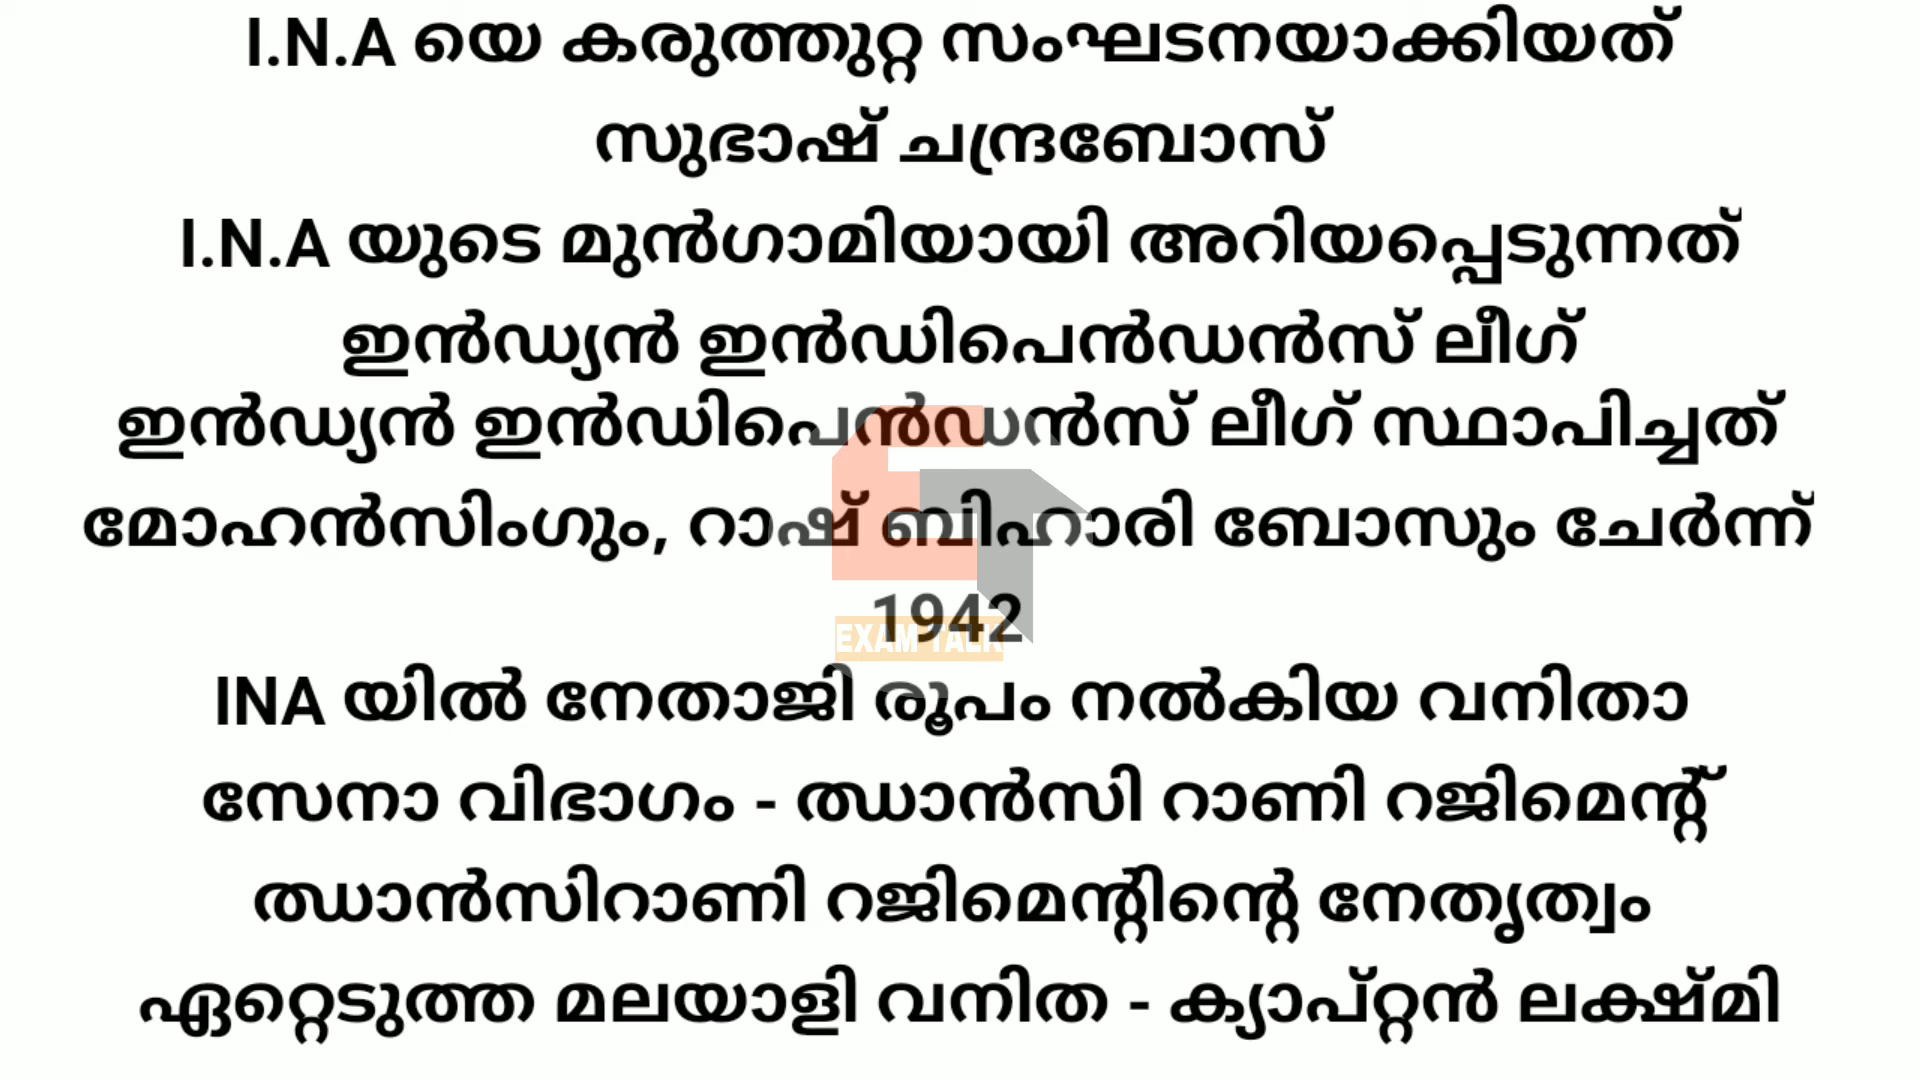 I.N.A യെ കരുത്തുറ്റ സംഘടനയാക്കിയത്
സുഭാഷ് ചന്ദ്രബോസ്
I.N.A യുടെ മുൻഗാമിയായി അറിയപ്പെടുന്നത്
ഇൻഡ്യൻ ഇൻഡിപെൻഡൻസ് ലീഗ്
ഇൻഡ്യൻ ഇൻഡിപെൻഡൻസ് ലീഗ് സ്ഥാപിച്ചത്
മോഹൻസിംഗും, റാഷ് ബിഹാരി ബോസും ചേർന്ന്
1942
EXAM TALK
INA യിൽ നേതാജി രൂപം നൽകിയ വനിതാ
സേനാ വിഭാഗം - ഝാൻസി റാണി റജിമെന്റ്
ഝാൻസിറാണി റജിമെന്റിന്റെ നേതൃത്വം
ഏറ്റെടുത്ത മലയാളി വനിത - ക്യാപ്റ്റൻ ലക്ഷ്മി